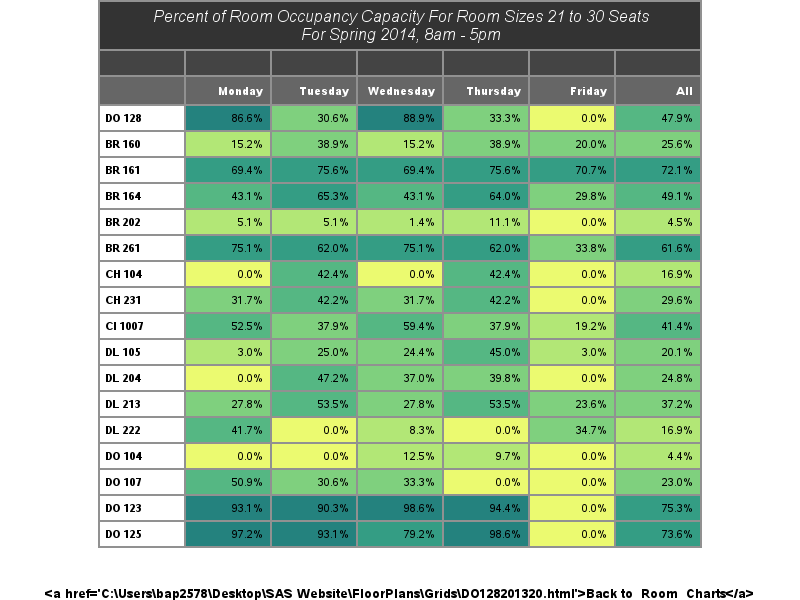 Percent of Room Occupancy Capacity For Room Sizes 21 to 30 Seats
For Spring 2014, 8am - 5pm
Monday Tuesday Wednesday Thursday Friday All
DO 128 86.6% 30.6% 88.9% 33.3% 0.0% 47.9%
BR 160 15.2% 38.9% 15.2% 38.9% 20.0% 25.6%
BR 161 69.4% 75.6% 69.4% 75.6% 70.7% 72.1%
BR 164 43.1% 65.3% 43.1% 64.0% 29.8% 49.1%
BR 202 5.1% 5.1% 1.4% 11.1% 0.0% 4.5%
BR 261 75.1% 62.0% 75.1% 62.0% 33.8% 61.6%
CH 104 0.0% 42.4% 0.0% 42.4% 0.0% 16.9%
CH 231 31.7% 42.2% 31.7% 42.2% 0.0% 29.6%
CI 1007 52.5% 37.9% 59.4% 37.9% 19.2% 41.4%
DL 105 3.0% 25.0% 24.4% 45.0% 3.0% 20.1%
DL 204 0.0% 47.2% 37.0% 39.8% 0.0% 24.8%
DL 213 27.8% 53.5% 27.8% 53.5% 23.6% 37.2%
DL 222 41.7% 0.0% 8.3% 0.0% 34.7% 16.9%
DO 104 0.0% 0.0% 12.5% 9.7% 0.0% 4.4%
DO 107 50.9% 30.6% 33.3% 0.0% 0.0% 23.0%
DO 123 93.1% 90.3% 98.6% 94.4% 0.0% 75.3%
DO 125 97.2% 93.1% 79.2% 98.6% 0.0% 73.6%
<a href='C:\Users\bap2578\Desktop\SAS Website\FloorPlans\Grids\DO128201320.html'>Back to Room Charts</a>